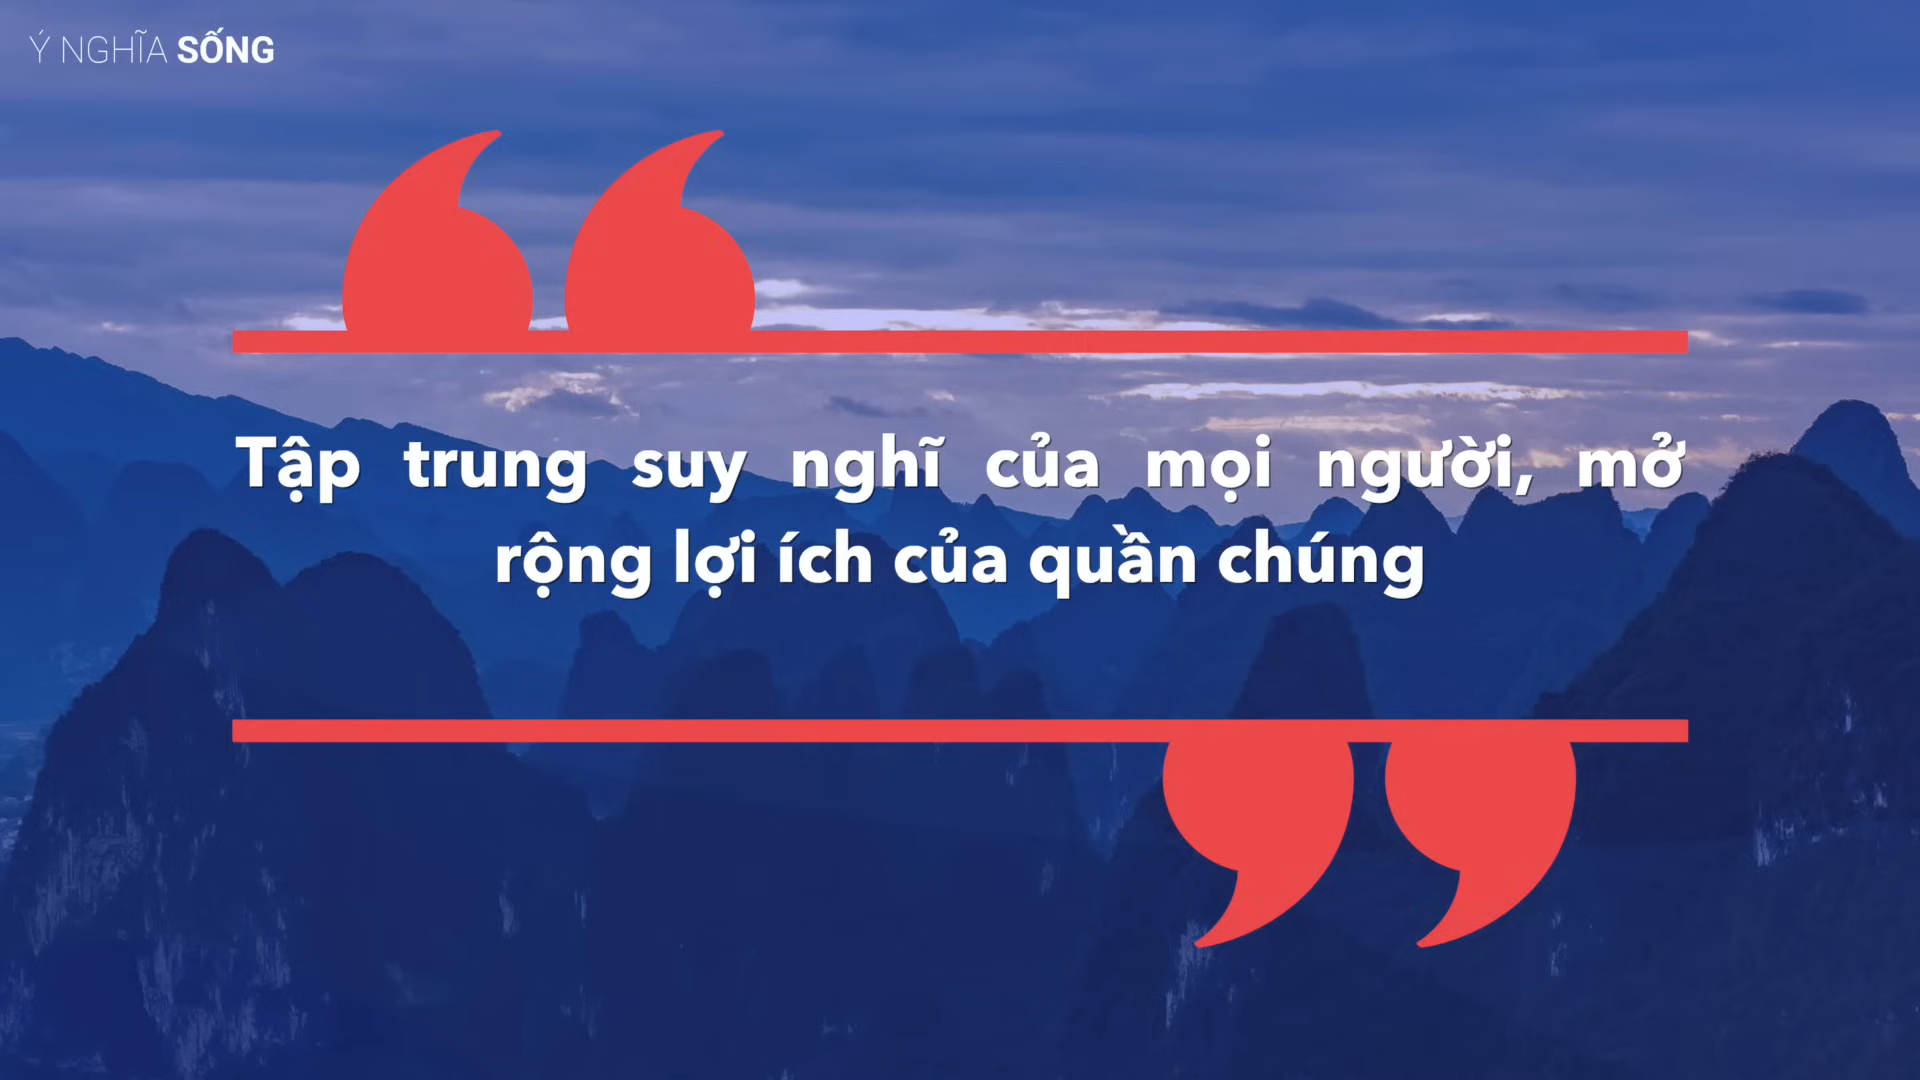 Ý NGHĨA SỐNG
Tập trung suy nghĩ của mọi người, mở
rộng lợi ích của quần chúng